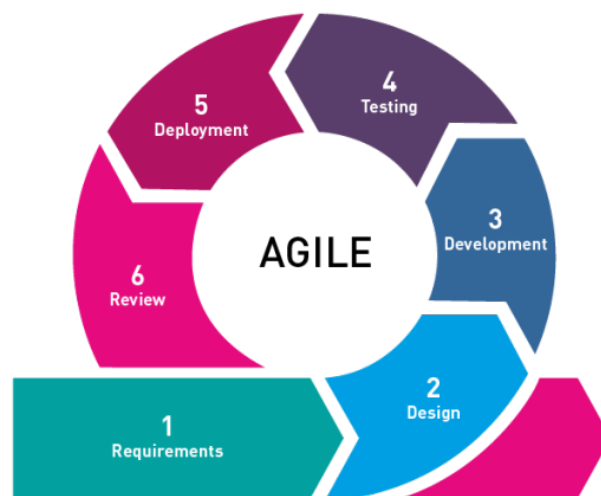 AGILE
1
Requirements
2
Design
3
Development
4
Testing
5
Deployment
6
Review